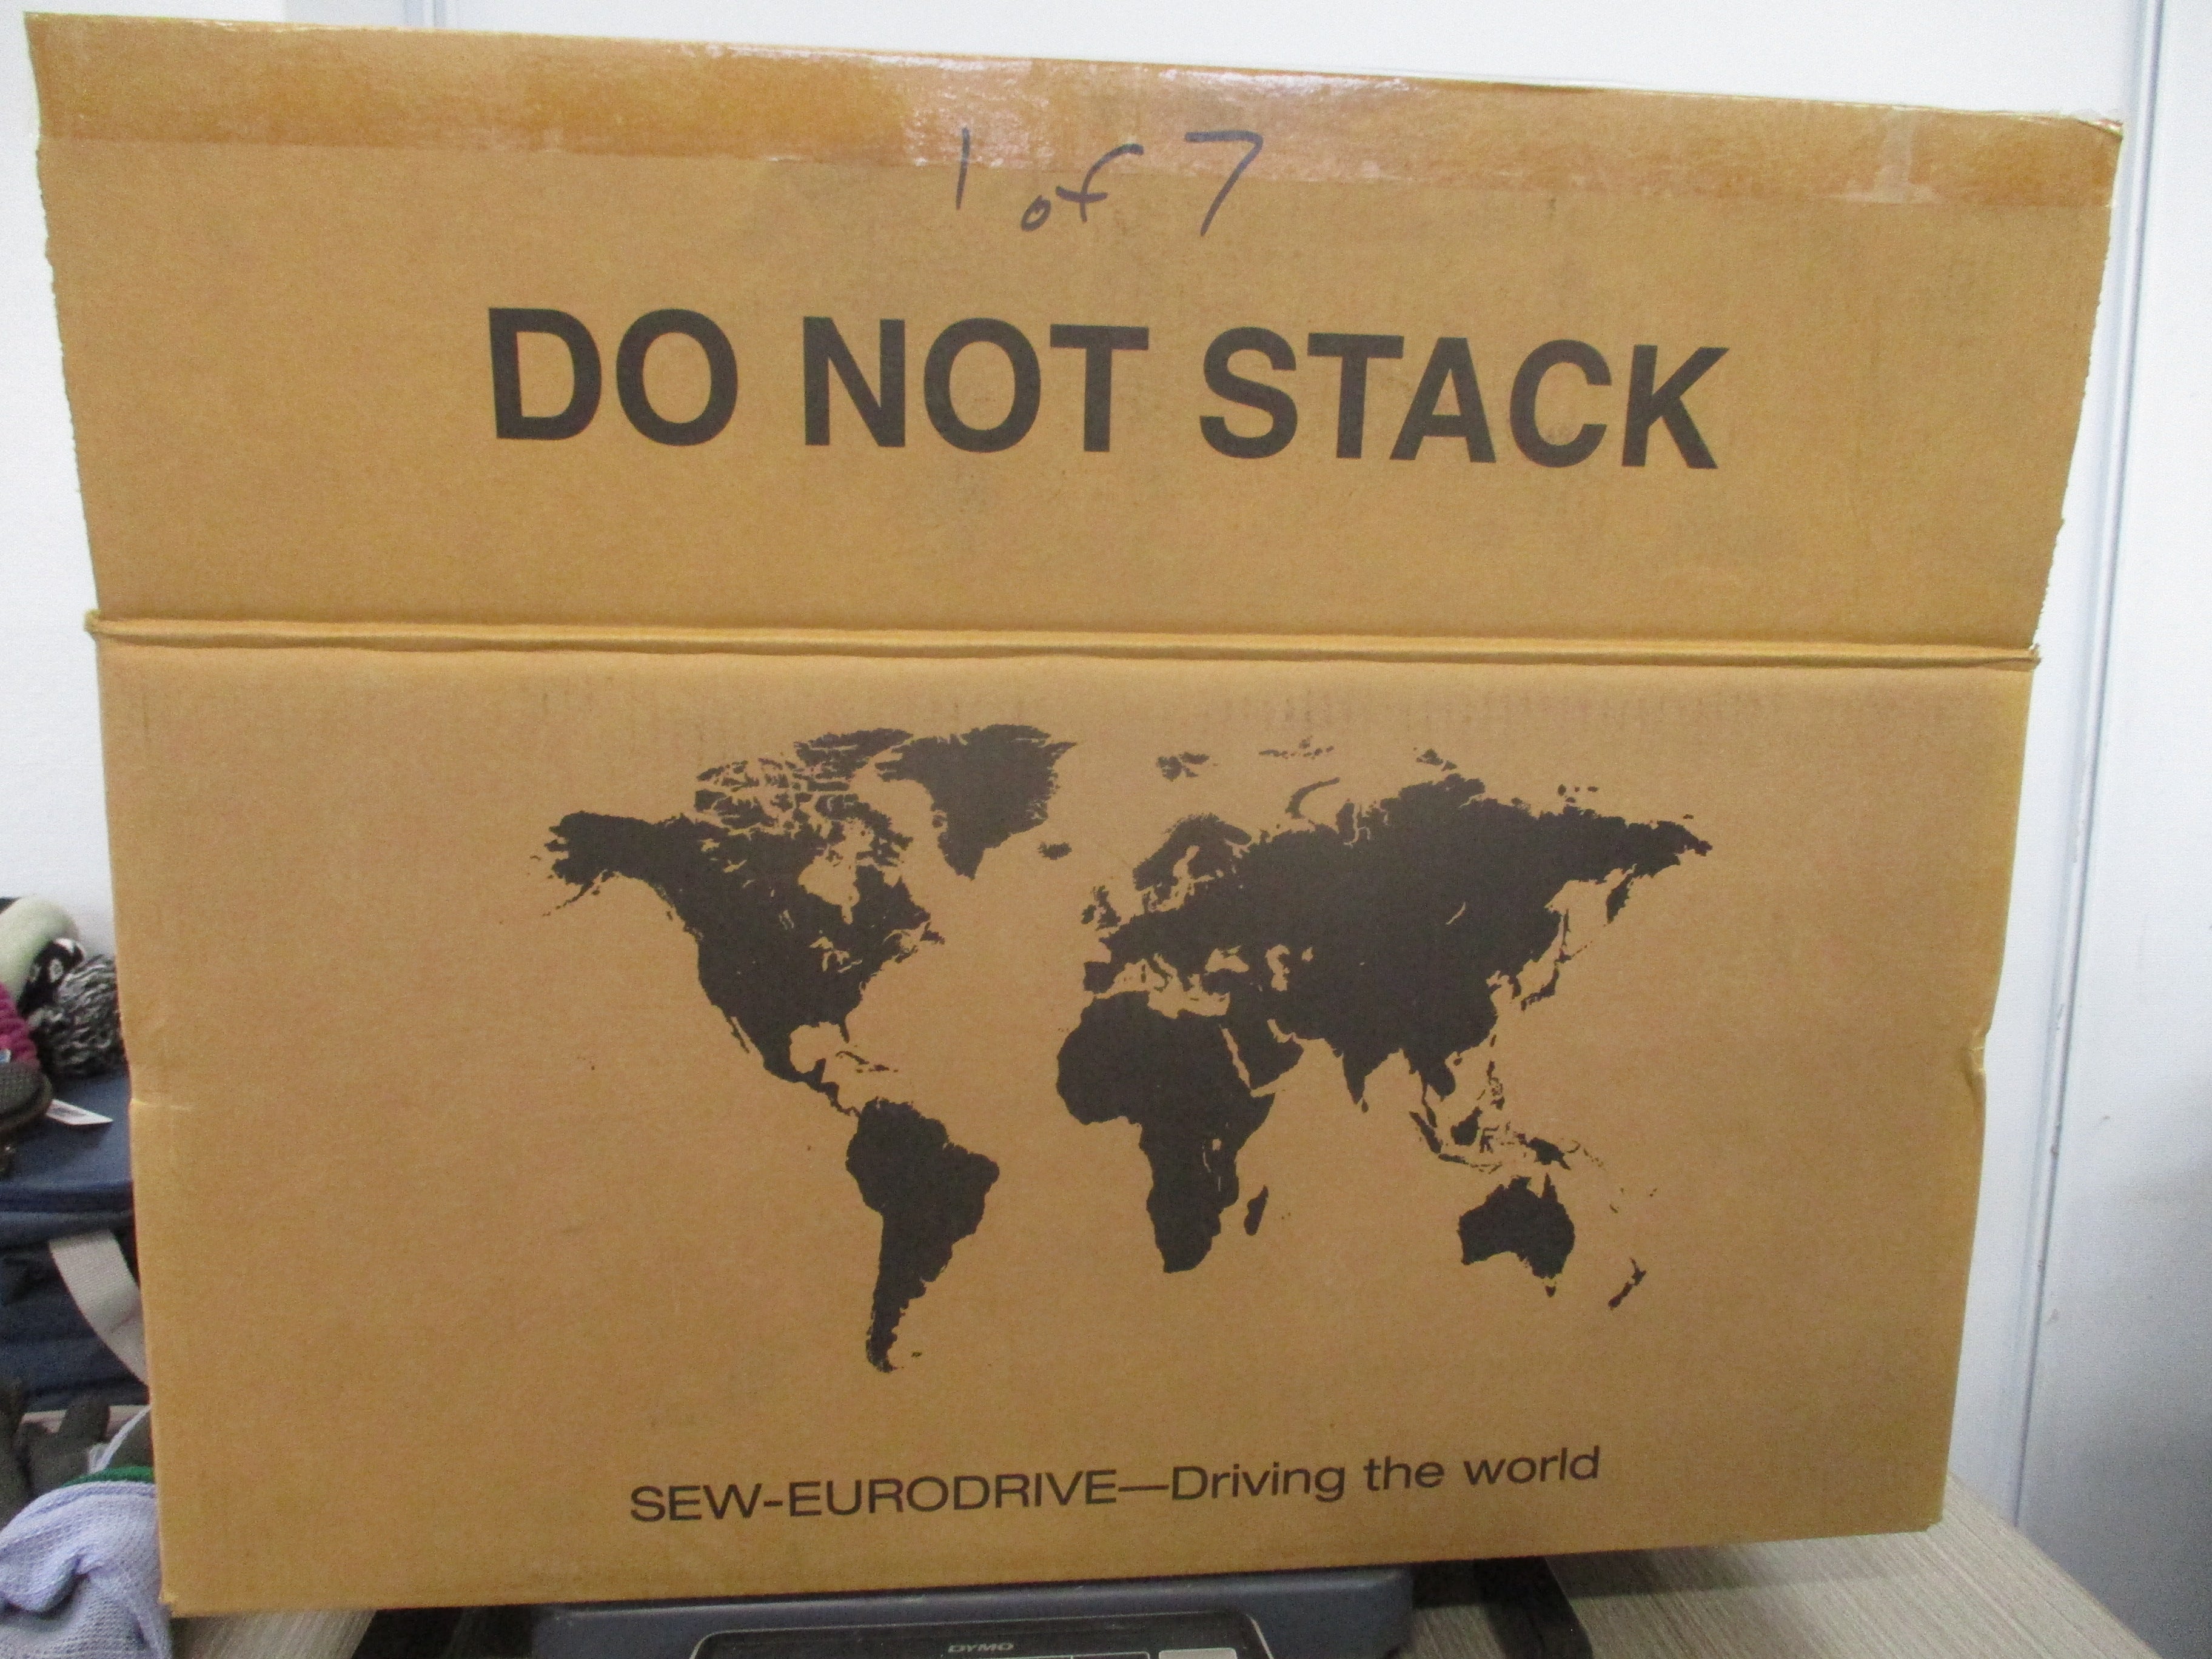 1 of 7
DO NOT STACK
SEW-EURODRIVE—Driving the world
DYMO